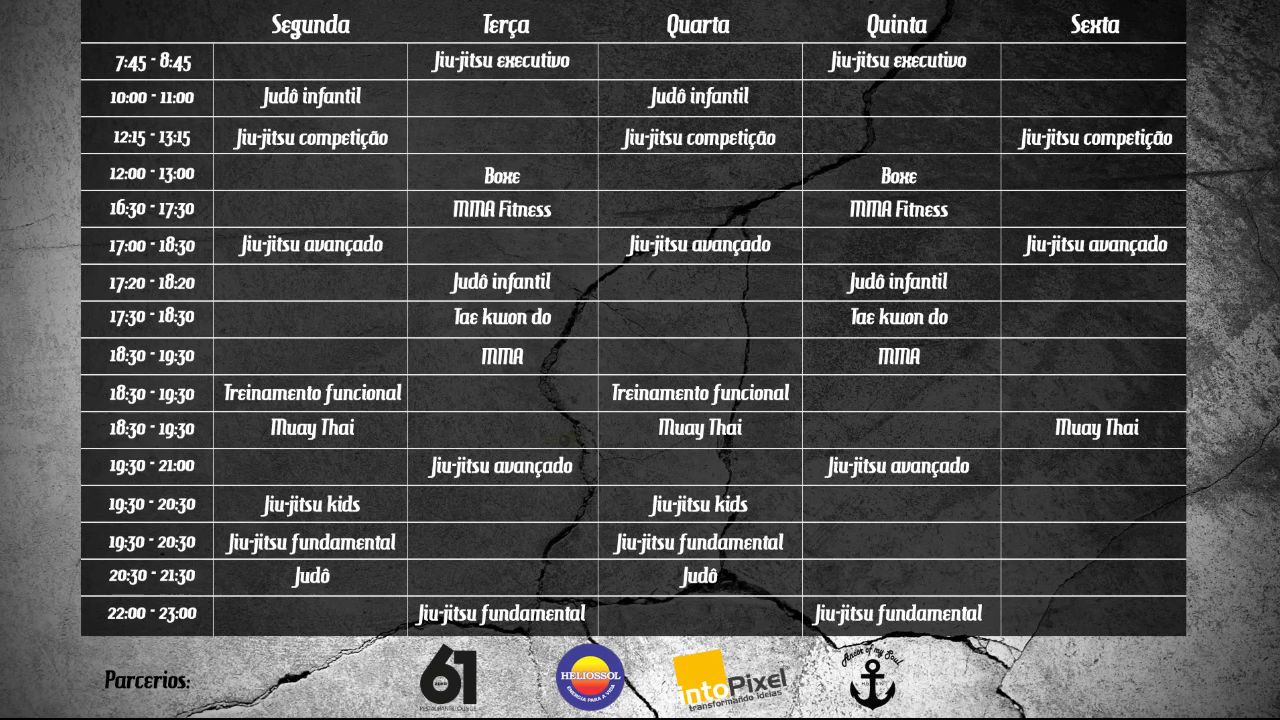 Segunda Terça Quarta Quinta Sexta
7:45 - 8:45 Jiu-jitsu executivo Jiu-jitsu executivo
10:00 - 11:00 Judô infantil Judô infantil
12:15 - 13:15 Jiu-jitsu competição Jiu-jitsu competição Jiu-jitsu competição
12:00 - 13:00 Boxe Boxe
16:30 - 17:30 MMA Fitness MMA Fitness
17:00 - 18:30 Jiu-jitsu avançado Jiu-jitsu avançado Jiu-jitsu avançado
17:20 - 18:20 Judô infantil Judô infantil
17:30 - 18:30 Tae kwon do Tae kwon do
18:30 - 19:30 MMA MMA
18:30 - 19:30 Treinamento funcional Treinamento funcional
18:30 - 19:30 Muay Thai Muay Thai Muay Thai
19:30 - 21:00 Jiu-jitsu avançado Jiu-jitsu avançado
19:30 - 20:30 Jiu-jitsu kids Jiu-jitsu kids
19:30 - 20:30 Jiu-jitsu fundamental Jiu-jitsu fundamental
20:30 - 21:30 Judô Judô
22:00 - 23:00 Jiu-jitsu fundamental Jiu-jitsu fundamental
Parcerios:
61
HELIOSSOL
ENERGIA PARA A VIDA
intoPixel
transformando ideias
Ancor of my Soul